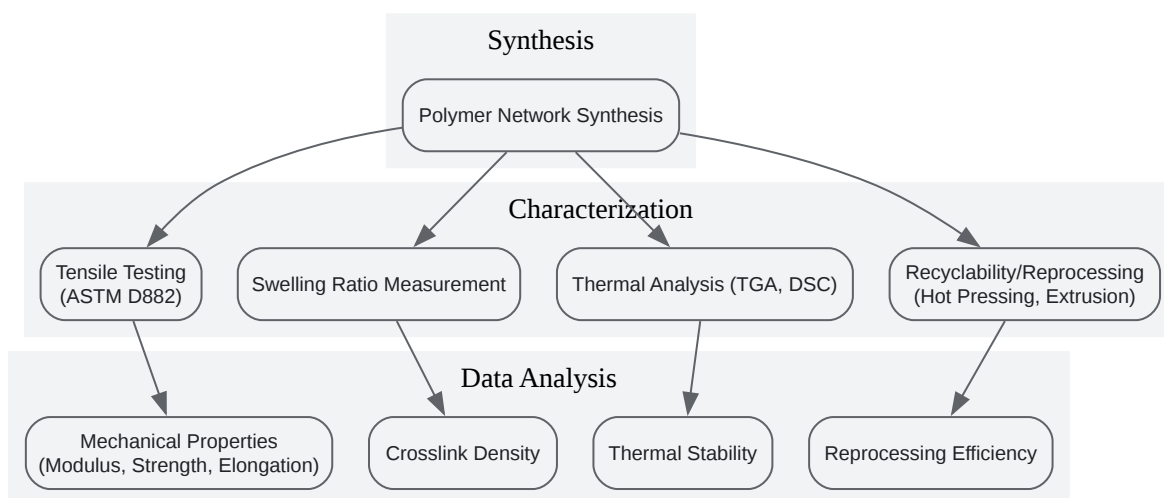 Synthesis
Polymer Network Synthesis
Characterization
Tensile Testing
(ASTM D882)
Swelling Ratio Measurement
Thermal Analysis (TGA, DSC)
Recyclability/Reprocessing
(Hot Pressing, Extrusion)
Data Analysis
Mechanical Properties
(Modulus, Strength, Elongation)
Crosslink Density
Thermal Stability
Reprocessing Efficiency